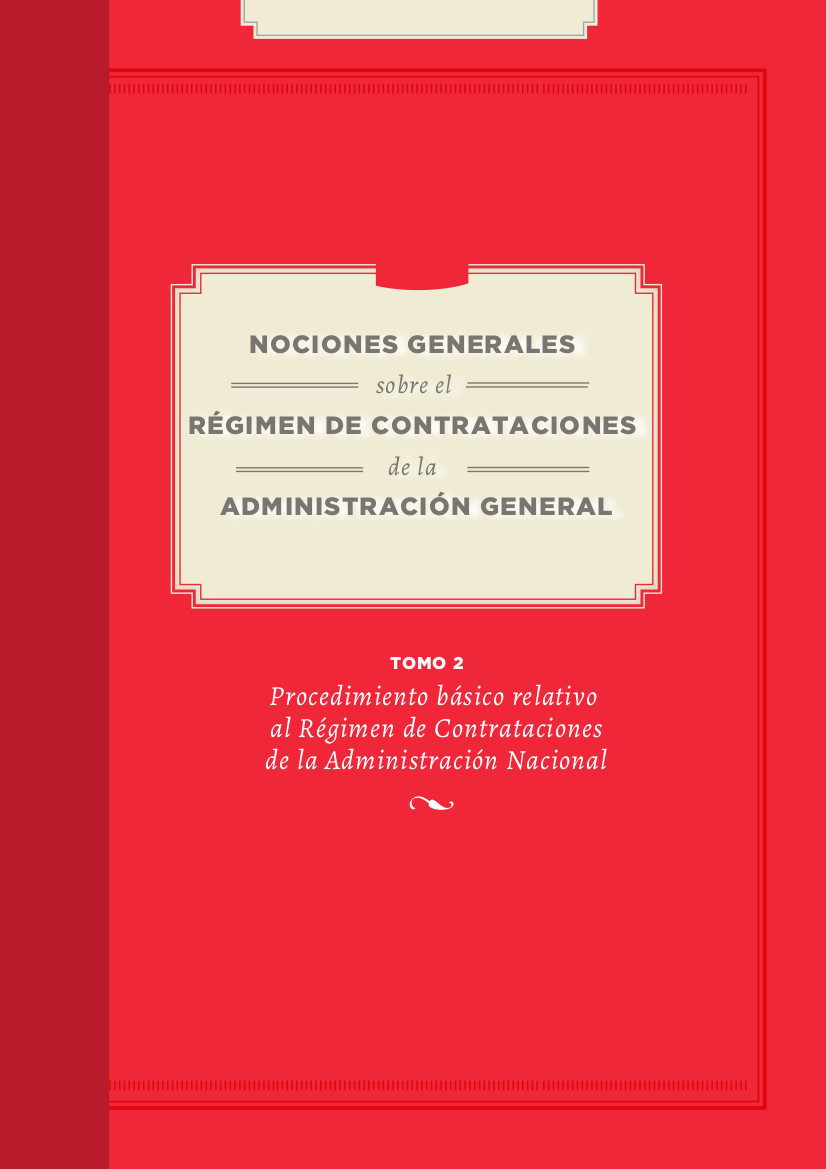 NOCIONES GENERALES
sobre el
RÉGIMEN DE CONTRATACIONES
de la
ADMINISTRACIÓN GENERAL
TOMO 2
Procedimiento básico relativo
al Régimen de Contrataciones
de la Administración Nacional